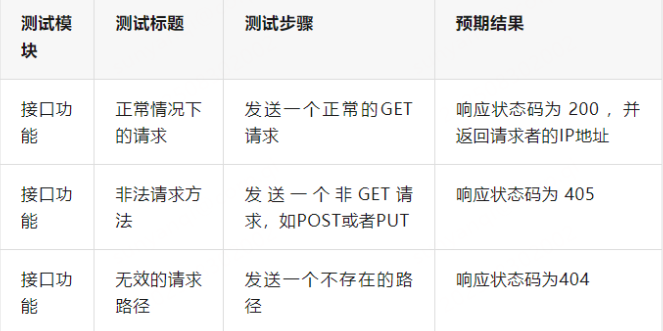 测试模
块
测试标题
测试步骤
预期结果
接口功
能
正常情况下
的请求
发送一个正常的GET
请求
响应状态码为 200 ，并
返回请求者的IP地址
接口功
能
非法请求方
法
发送一个非GET请
求，如POST或者PUT
响应状态码为 405
接口功
能
无效的请求
路径
发送一个不存在的路
径
响应状态码为404